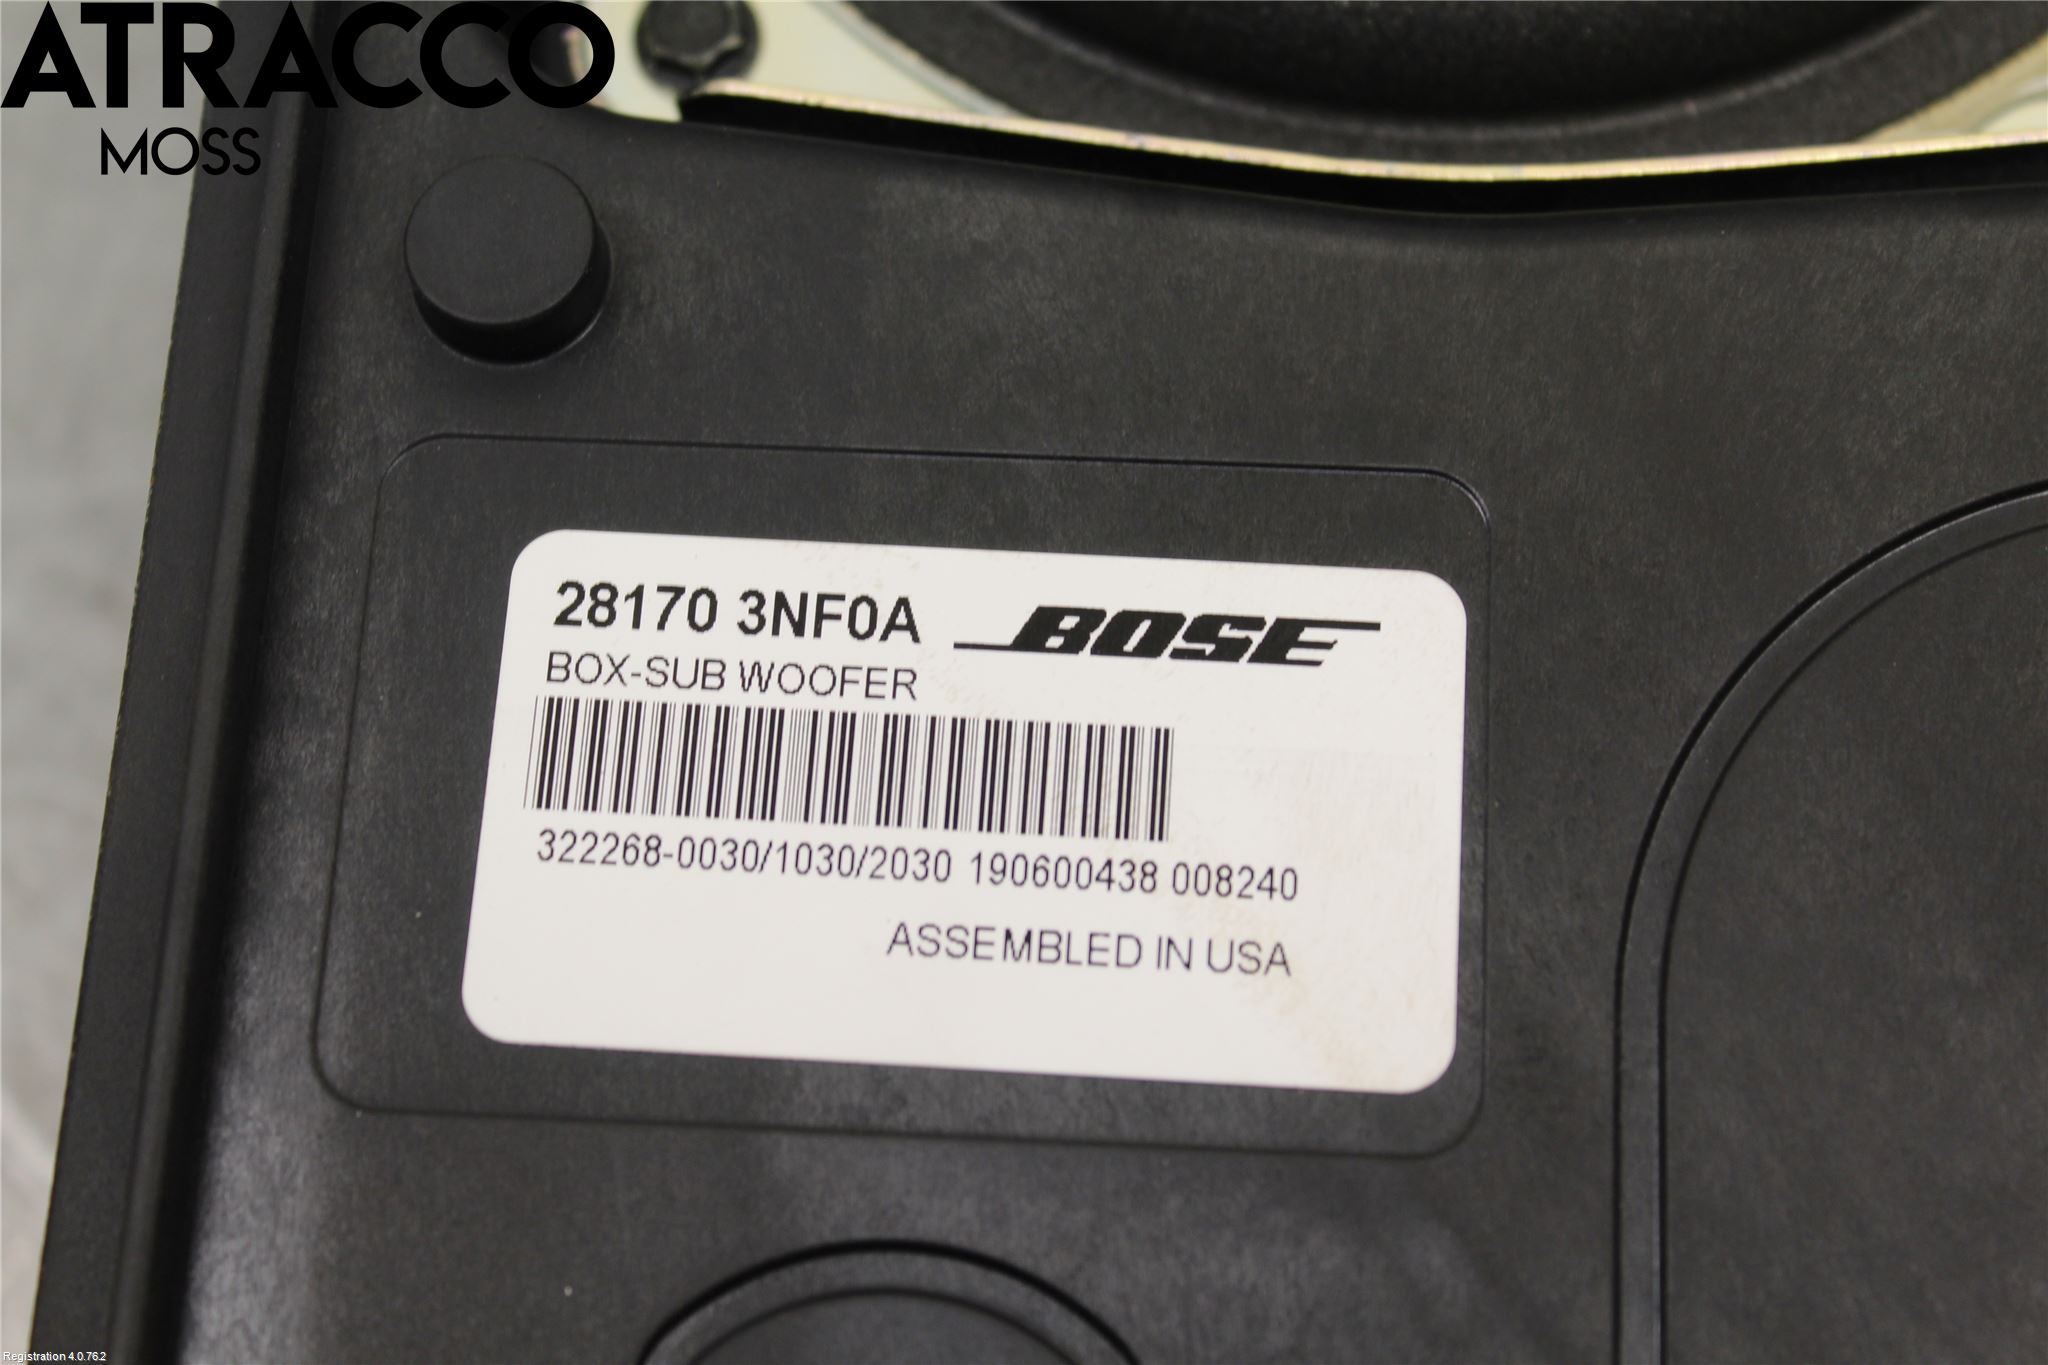 ATRACCO
MOSS
28170 3NF0A BOSE
BOX-SUB WOOFER
322268-0030/1030/2030 190600438 008240
ASSEMBLED IN USA
Registration 4.0.76.2